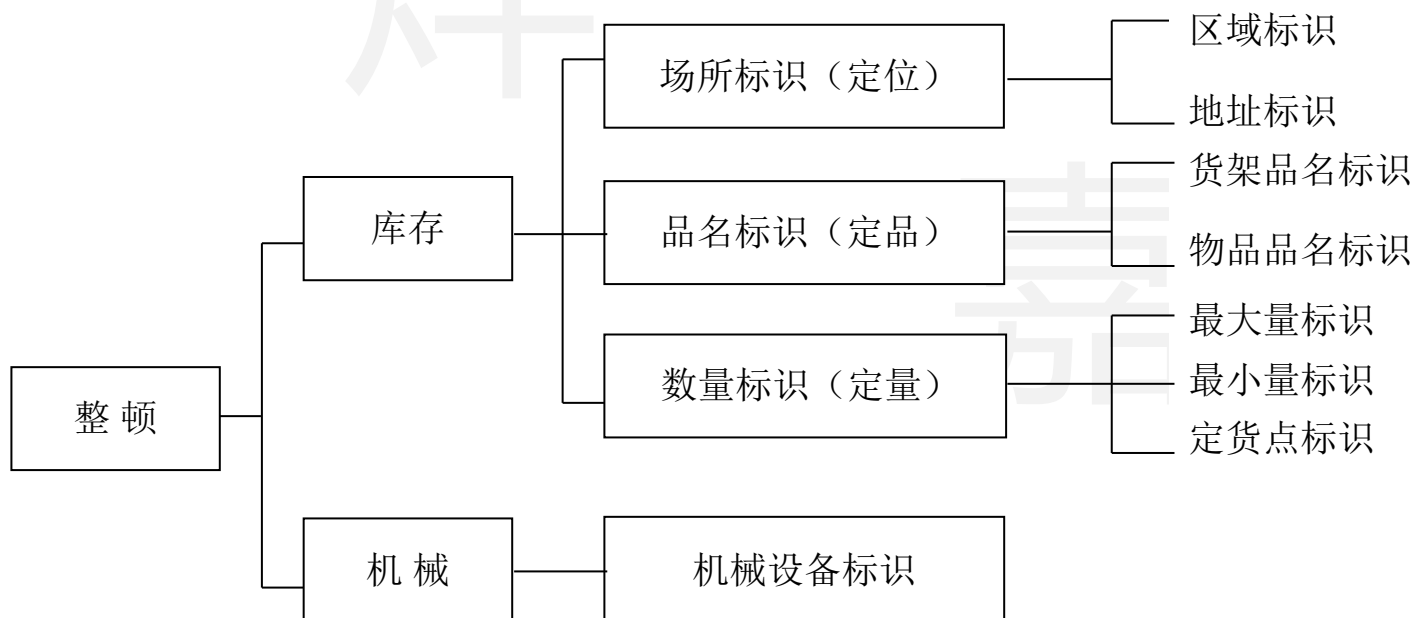 区域标识
场所标识（定位）
地址标识
货架品名标识
库存
品名标识（定品）
物品品名标识
最大量标识
数量标识（定量）
最小量标识
整 顿
定货点标识
机 械
机械设备标识